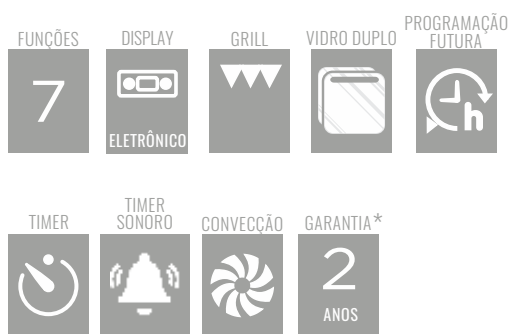 FUNÇÕES
7
DISPLAY
ELETRÔNICO
GRILL
VIDRO DUPLO
PROGRAMAÇÃO
FUTURA
h
TIMER
TIMER
SONORO
CONVECÇÃO
GARANTIA*
2
ANOS